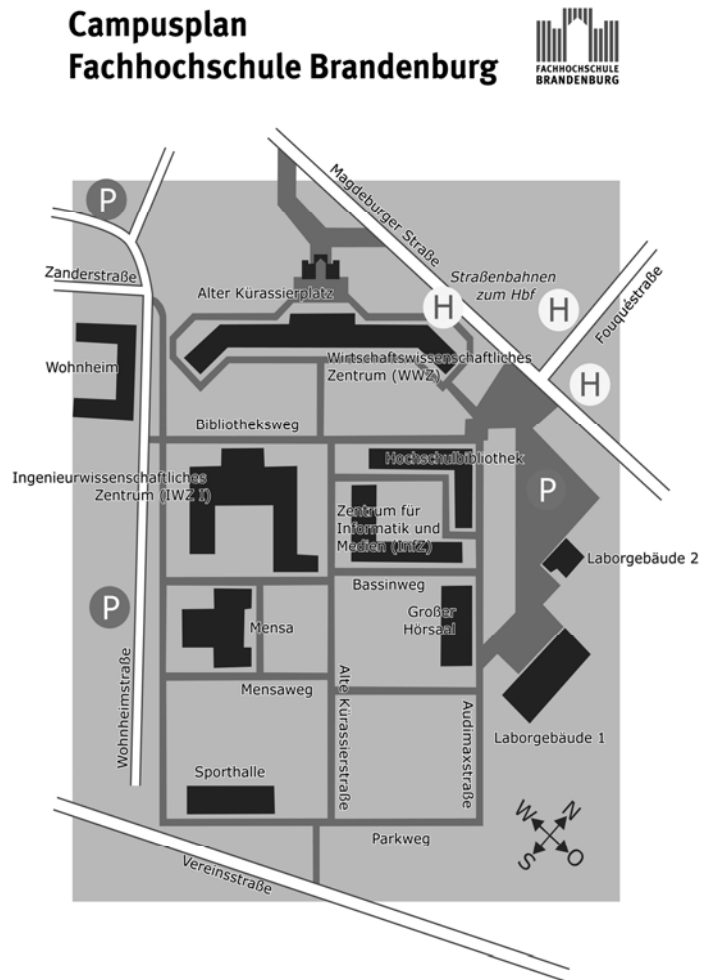 Campusplan
Fachhochschule Brandenburg
FACHHOCHSCHULE
BRANDENBURG
P
Magdeburger Straße
Zanderstraße
Straßenbahnen
zum Hbf
Fouquéstraße
Alter Kürassierplatz
H
H
H
Wohnheim
Wirtschaftswissenschaftliches
Zentrum (WWZ)
Bibliotheksweg
Hochschulbibliothek
Ingenieurwissenschaftliches
Zentrum (IWZ I)
P
Zentrum für
Informatik und
Medien (InfZ)
Laborgebäude 2
Bassinweg
P
Großer
Hörsaal
Mensa
Wohnheimstraße
Mensaweg
Alte Kürassierstraße
Audimaxstraße
Laborgebäude 1
Sporthalle
W
N
S
O
Parkweg
Vereinsstraße